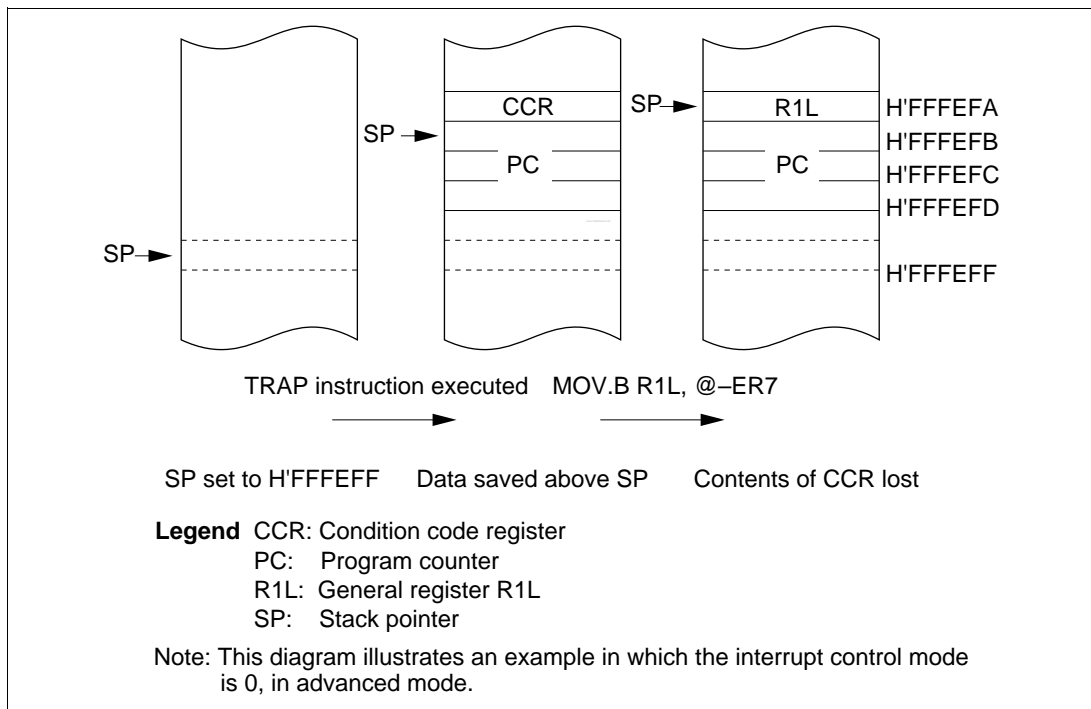 CCR
SP
R1L
H'FFFEFA
SP
H'FFFEFB
PC
PC
H'FFFEFC
H'FFFEFD
SP
H'FFFEFF
TRAP instruction executed
MOV.B R1L, @–ER7
SP set to H'FFFEFF
Data saved above SP
Contents of CCR lost
Legend CCR: Condition code register
PC: Program counter
R1L: General register R1L
SP: Stack pointer
Note: This diagram illustrates an example in which the interrupt control mode
is 0, in advanced mode.